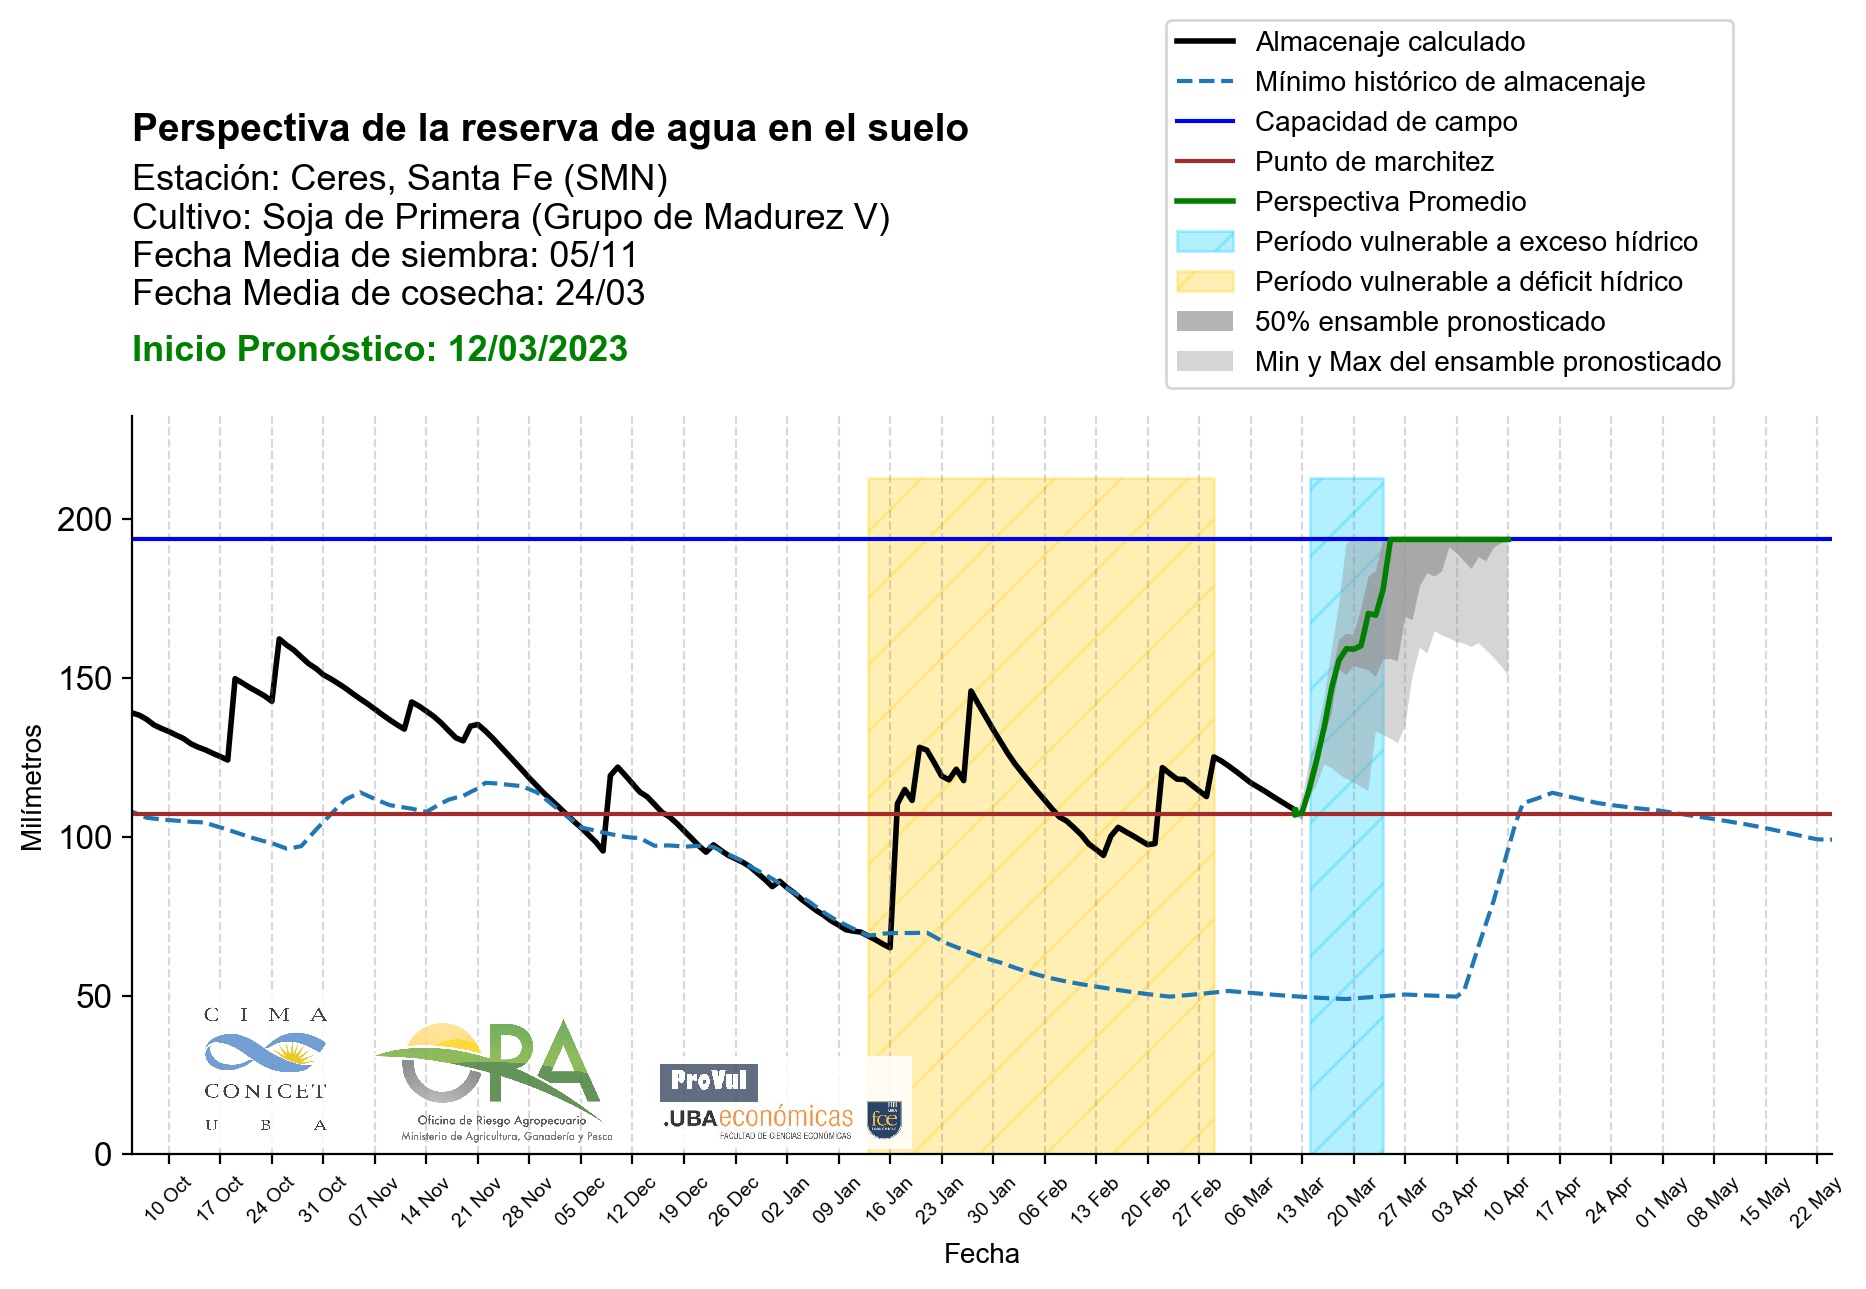 Almacenaje calculado
Mínimo histórico de almacenaje
Capacidad de campo
Punto de marchitez
Perspectiva Promedio
Período vulnerable a exceso hídrico
Período vulnerable a déficit hídrico
50% ensamble pronosticado
Min y Max del ensamble pronosticado
Perspectiva de la reserva de agua en el suelo
Estación: Ceres, Santa Fe (SMN)
Cultivo: Soja de Primera (Grupo de Madurez V)
Fecha Media de siembra: 05/11
Fecha Media de cosecha: 24/03
Inicio Pronóstico: 12/03/2023
Milímetros
200
150
100
50
0
C I M A
CONICET
U B A
ORA
Oficina de Riesgo Agropecuario
Ministerio de Agricultura, Ganadería y Pesca
ProVul
.UBAeconómicas
FACULTAD DE CIENCIAS ECONÓMICAS
UBA
fce
ECONÓMICAS
10 Oct
17 Oct
24 Oct
31 Oct
07 Nov
14 Nov
21 Nov
28 Nov
05 Dec
12 Dec
19 Dec
26 Dec
02 Jan
09 Jan
16 Jan
23 Jan
30 Jan
06 Feb
13 Feb
20 Feb
27 Feb
06 Mar
13 Mar
20 Mar
27 Mar
03 Apr
10 Apr
17 Apr
24 Apr
01 May
08 May
15 May
22 May
Fecha